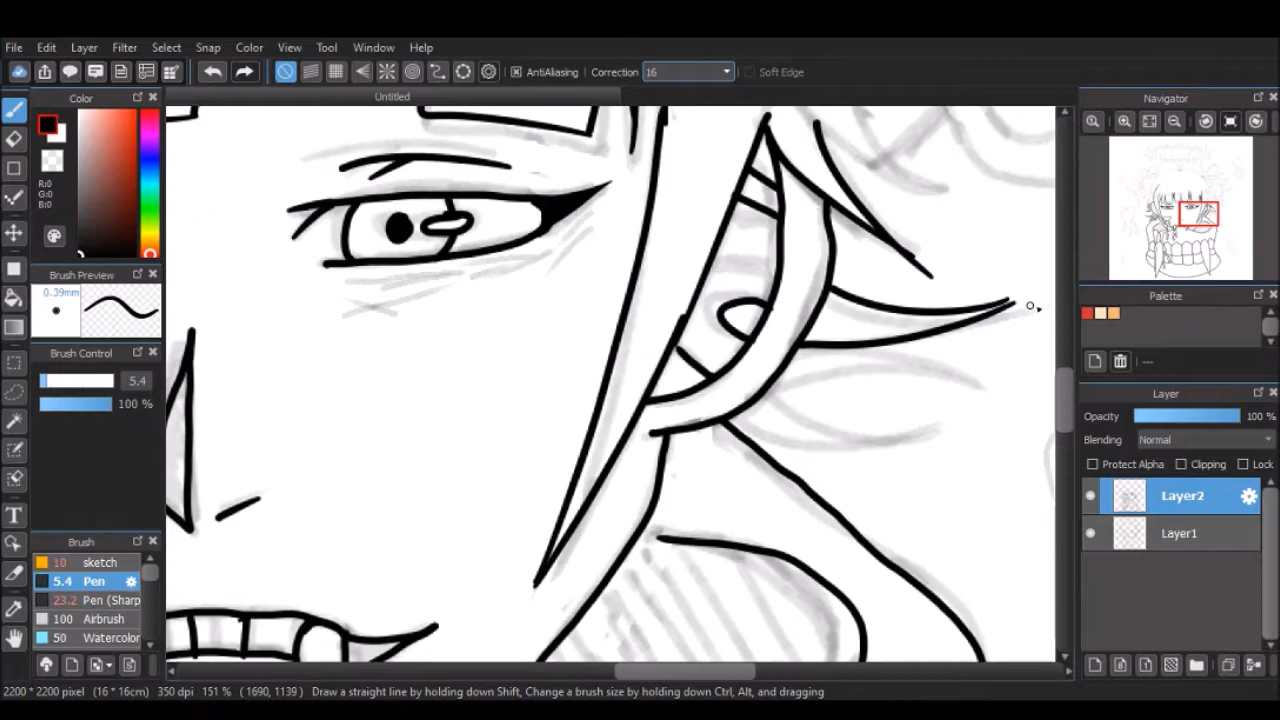 File Edit Layer Filter Select Snap Color View Tool Window Help
AntiAliasing Correction 16 Soft Edge
Color
Untitled
Navigator
R:0
G:0
B:0
Brush Preview
0.39mm
Palette
---
Brush Control
5.4
100 %
Layer
Opacity 100 %
Blending Normal
Protect Alpha Clipping Lock
Layer2
Layer1
Brush
10 sketch
5.4 Pen
23.2 Pen (Sharp
100 Airbrush
50 Watercolor
T
2200 * 2200 pixel (16 * 16cm) 350 dpi 151 % ( 1690, 1139 ) Draw a straight line by holding down Shift, Change a brush size by holding down Ctrl, Alt, and dragging